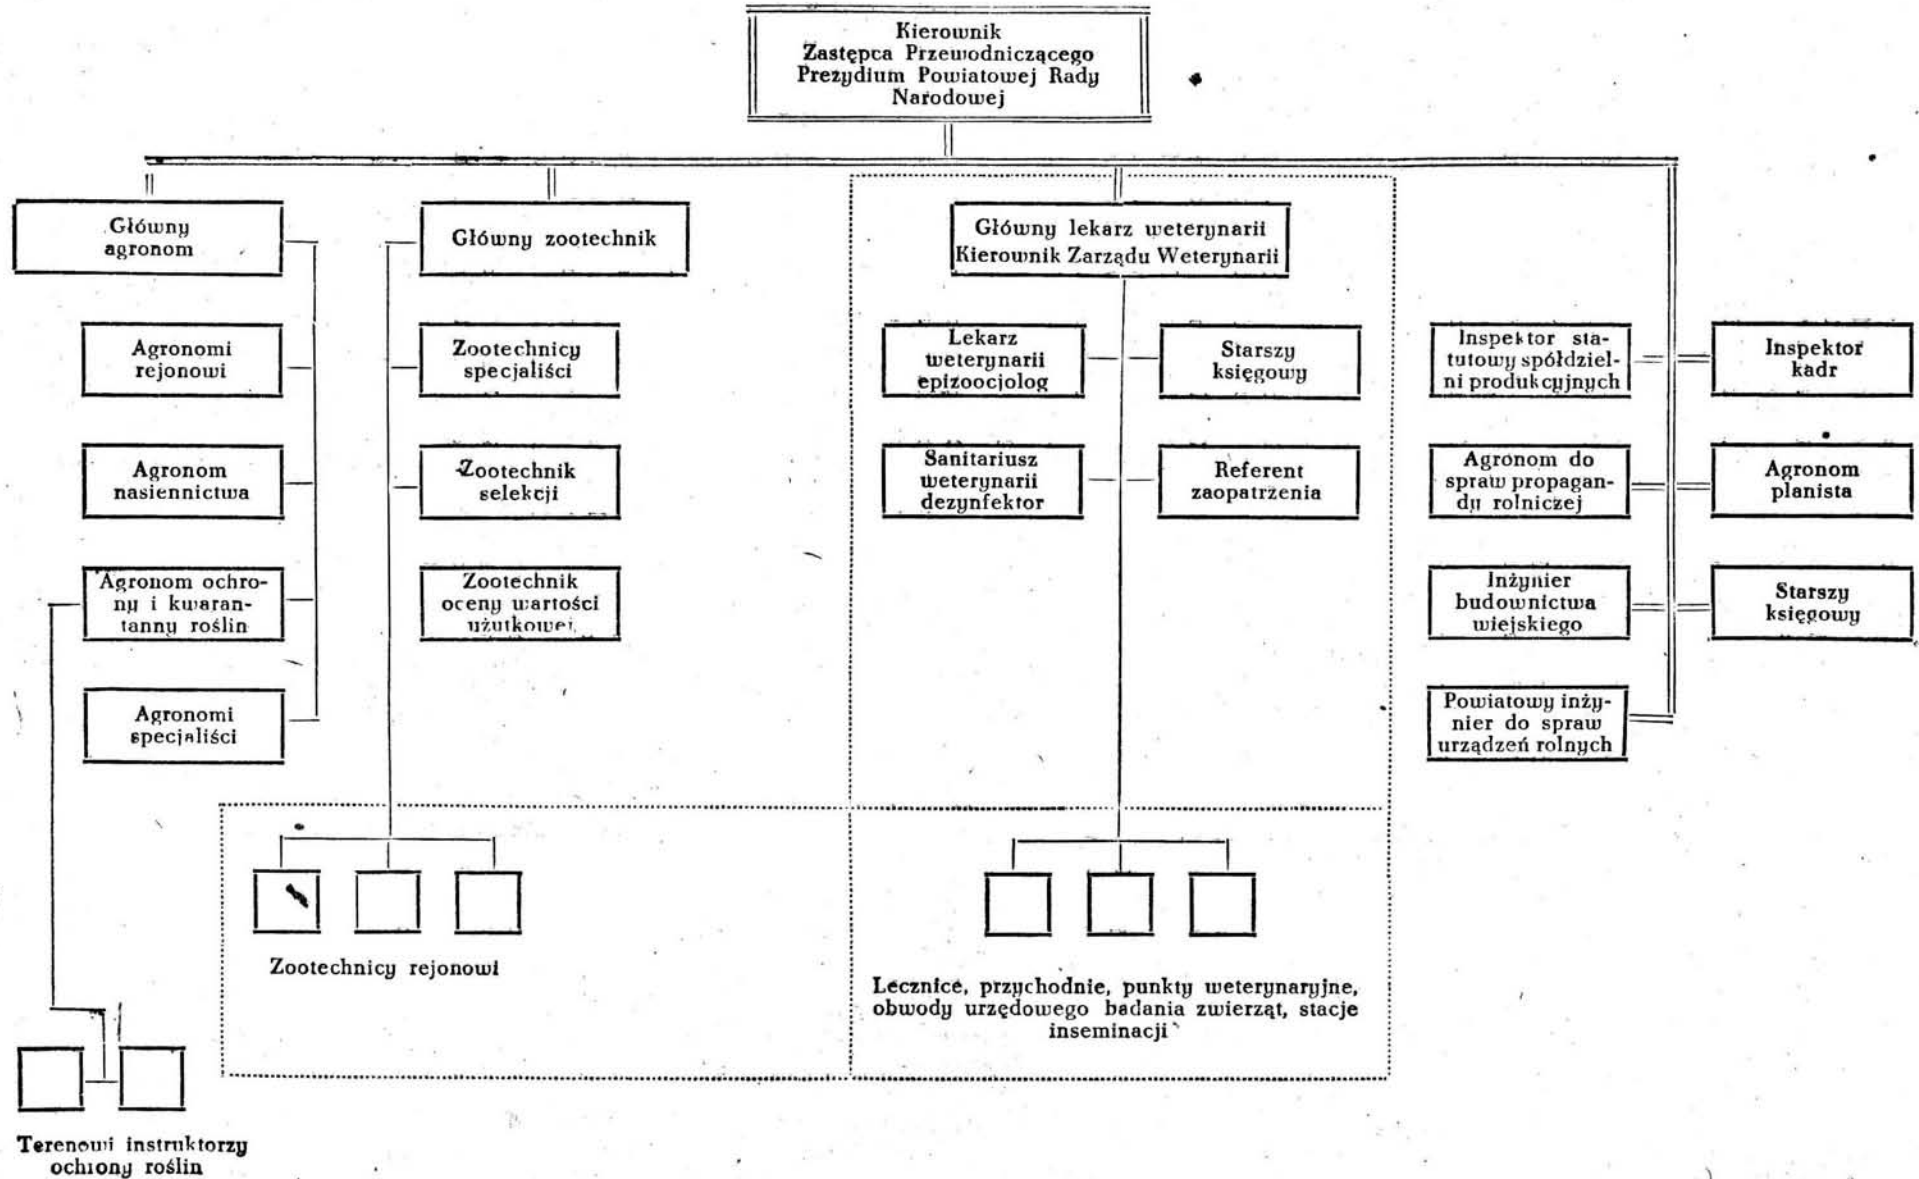 Kierownik
Zastępca Przewodniczącego
Prezydium Powiatowej Rady
Narodowej
Główny
agronom
Główny zootechnik
Główny lekarz weterynarii
Kierownik Zarządu Weterynarii
Agronomi
rejonowi
Zootechnicy
specjaliści
Lekarz
weterynarii
epizoocjolog
Starszy
księgowy
Inspektor sta-
tutowy spółdziel-
ni produkcyjnych
Inspektor
kadr
Agronom
nasiennictwa
Zootechnik
selekcji
Sanitariusz
weterynarii
dezynfektor
Referent
zaopatrzenia
Agronom do
spraw propagan-
dy rolniczej
Agronom
planista
Agronom ochro-
ny i kwaran-
tanny roślin
Zootechnik
oceny wartości
użytkowej
Inżynier
budownictwa
wiejskiego
Starszy
księgowy
Agronomi
specjaliści
Powiatowy inży-
nier do spraw
urządzeń rolnych
Zootechnicy rejonowi
Lecznice, przychodnie, punkty weterynaryjne,
obwody urzędowego badania zwierząt, stacje
inseminacji
Terenowi instruktorzy
ochrony roślin